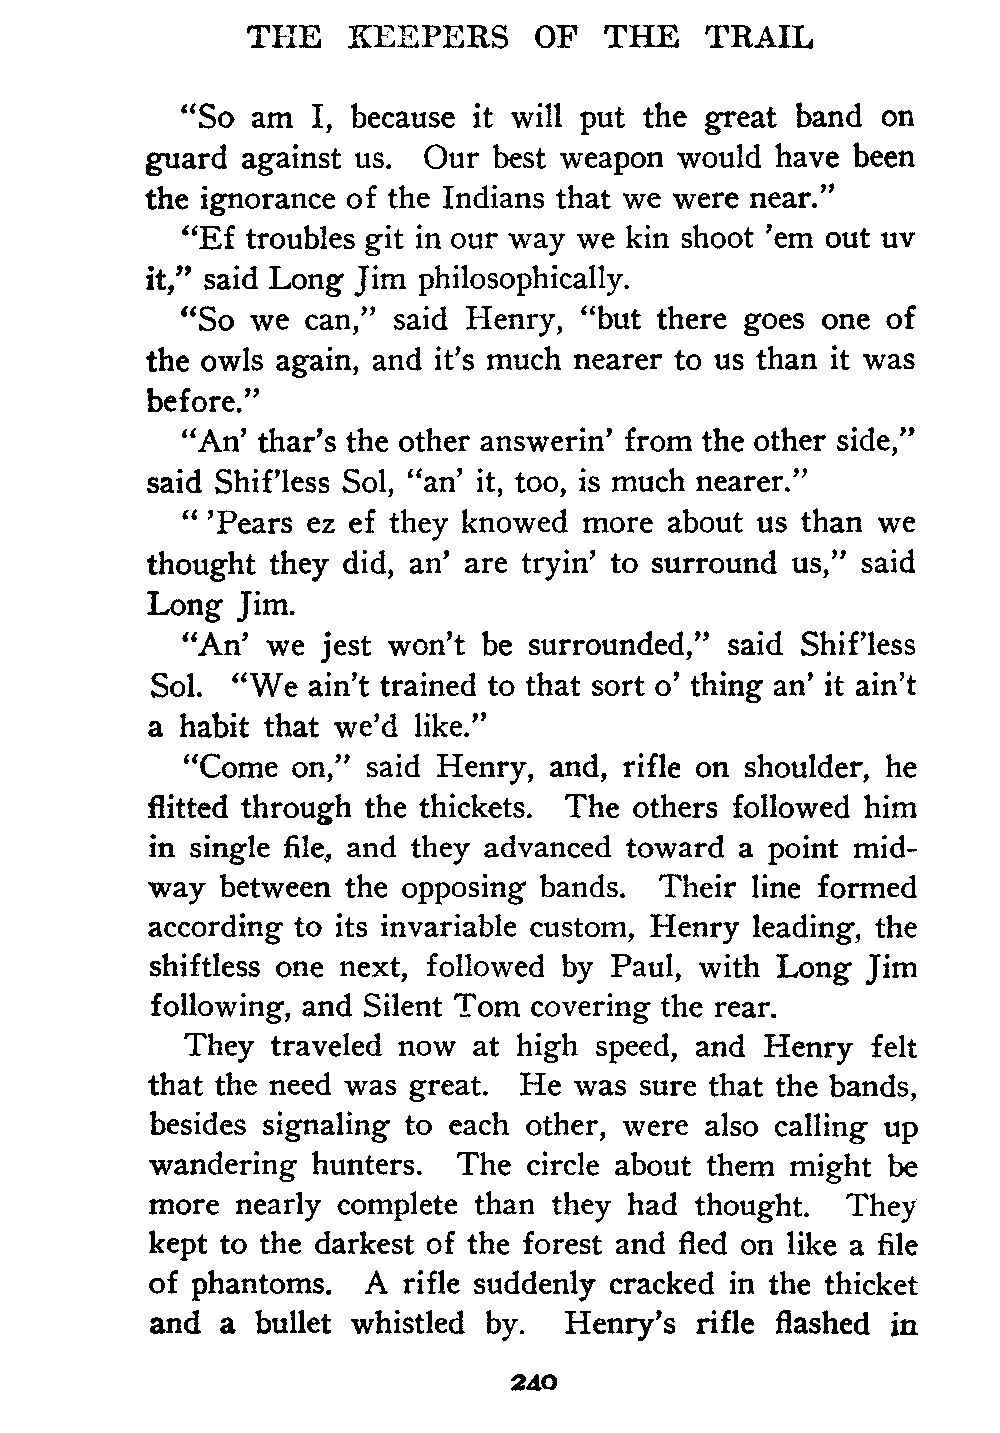 THE KEEPERS OF THE TRAIL
“So am I, because it will put the great band on
guard against us. Our best weapon would have been
the ignorance of the Indians that we were near.”
“Ef troubles git in our way we kin shoot ’em out uv
it,” said Long Jim philosophically.
“So we can,” said Henry, “but there goes one of
the owls again, and it’s much nearer to us than it was
before.”
“An’ thar’s the other answerin’ from the other side,”
said Shif’less Sol, “an’ it, too, is much nearer.”
“ ’Pears ez ef they knowed more about us than we
thought they did, an’ are tryin’ to surround us,” said
Long Jim.
“An’ we jest won’t be surrounded,” said Shif’less
Sol. “We ain’t trained to that sort o’ thing an’ it ain’t
a habit that we’d like.”
“Come on,” said Henry, and, rifle on shoulder, he
flitted through the thickets. The others followed him
in single file, and they advanced toward a point mid-
way between the opposing bands. Their line formed
according to its invariable custom, Henry leading, the
shiftless one next, followed by Paul, with Long Jim
following, and Silent Tom covering the rear.
They traveled now at high speed, and Henry felt
that the need was great. He was sure that the bands,
besides signaling to each other, were also calling up
wandering hunters. The circle about them might be
more nearly complete than they had thought. They
kept to the darkest of the forest and fled on like a file
of phantoms. A rifle suddenly cracked in the thicket
and a bullet whistled by. Henry’s rifle flashed in
240